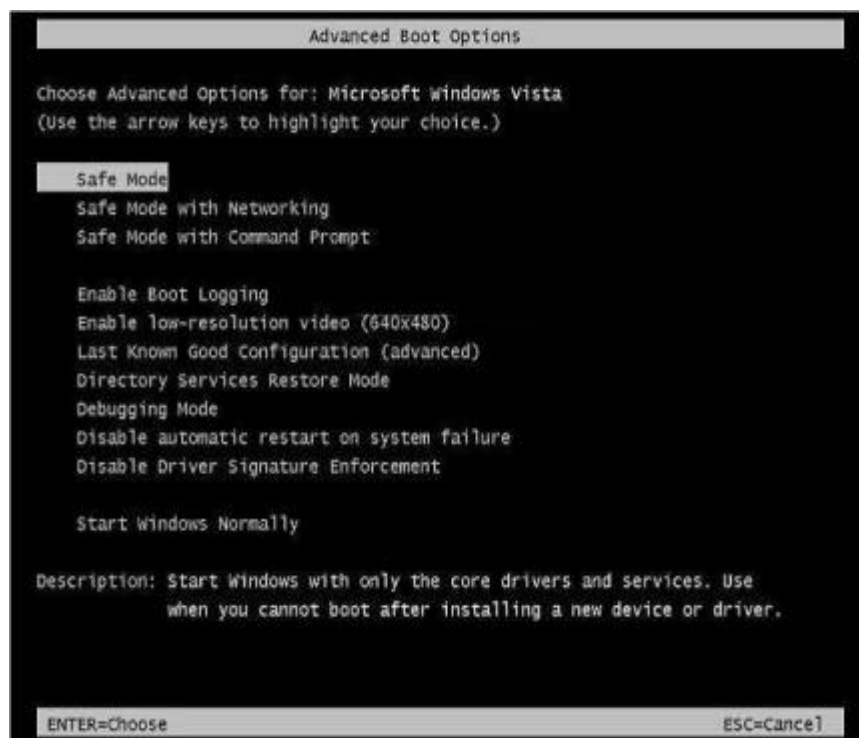 Advanced Boot Options
Choose Advanced Options for: Microsoft Windows Vista
(Use the arrow keys to highlight your choice.)
Safe Mode
Safe Mode with Networking
Safe Mode with Command Prompt
Enable Boot Logging
Enable low-resolution video (640x480)
Last Known Good Configuration (advanced)
Directory Services Restore Mode
Debugging Mode
Disable automatic restart on system failure
Disable Driver Signature Enforcement
Start Windows Normally
Description: Start Windows with only the core drivers and services. Use
when you cannot boot after installing a new device or driver.
ENTER=Choose ESC=Cancel